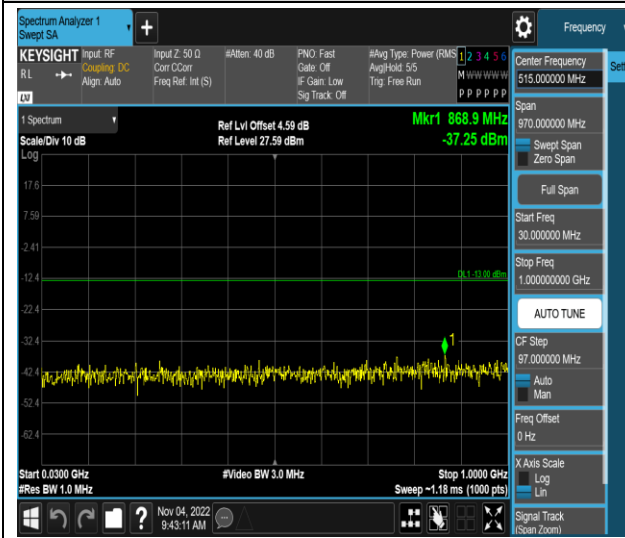 Spectrum Analyzer 1
Swept SA
+
Frequency
KEYSIGHT
RL
LXI
Input: RF
Coupling: DC
Align: Auto
Input Z: 50 Ω
Corr CCorr
Freq Ref: Int (S)
#Atten: 40 dB
PNO: Fast
Gate: Off
IF Gain: Low
Sig Track: Off
#Avg Type: Power (RMS
Avg|Hold: 5/5
Trig: Free Run
1 2 3 4 5 6
M W W W W W
P P P P P P
Center Frequency
515.000000 MHz
Sett
Span
970.000000 MHz
Swept Span
Zero Span
Full Span
Start Freq
30.000000 MHz
Stop Freq
1.000000000 GHz
AUTO TUNE
CF Step
97.000000 MHz
Auto
Man
Freq Offset
0 Hz
X Axis Scale
Log
Lin
Signal Track
(Span Zoom)
1 Spectrum
Scale/Div 10 dB
Log
Ref Lvl Offset 4.59 dB
Ref Level 27.59 dBm
Mkr1 868.9 MHz
-37.25 dBm
17.6
7.59
-2.41
-12.4
DL1 -13.00 dBm
-22.4
-32.4
1
-42.4
-52.4
-62.4
Start 0.0300 GHz
#Res BW 1.0 MHz
#Video BW 3.0 MHz
Stop 1.0000 GHz
Sweep ~1.18 ms (1000 pts)
?
Nov 04, 2022
9:43:11 AM